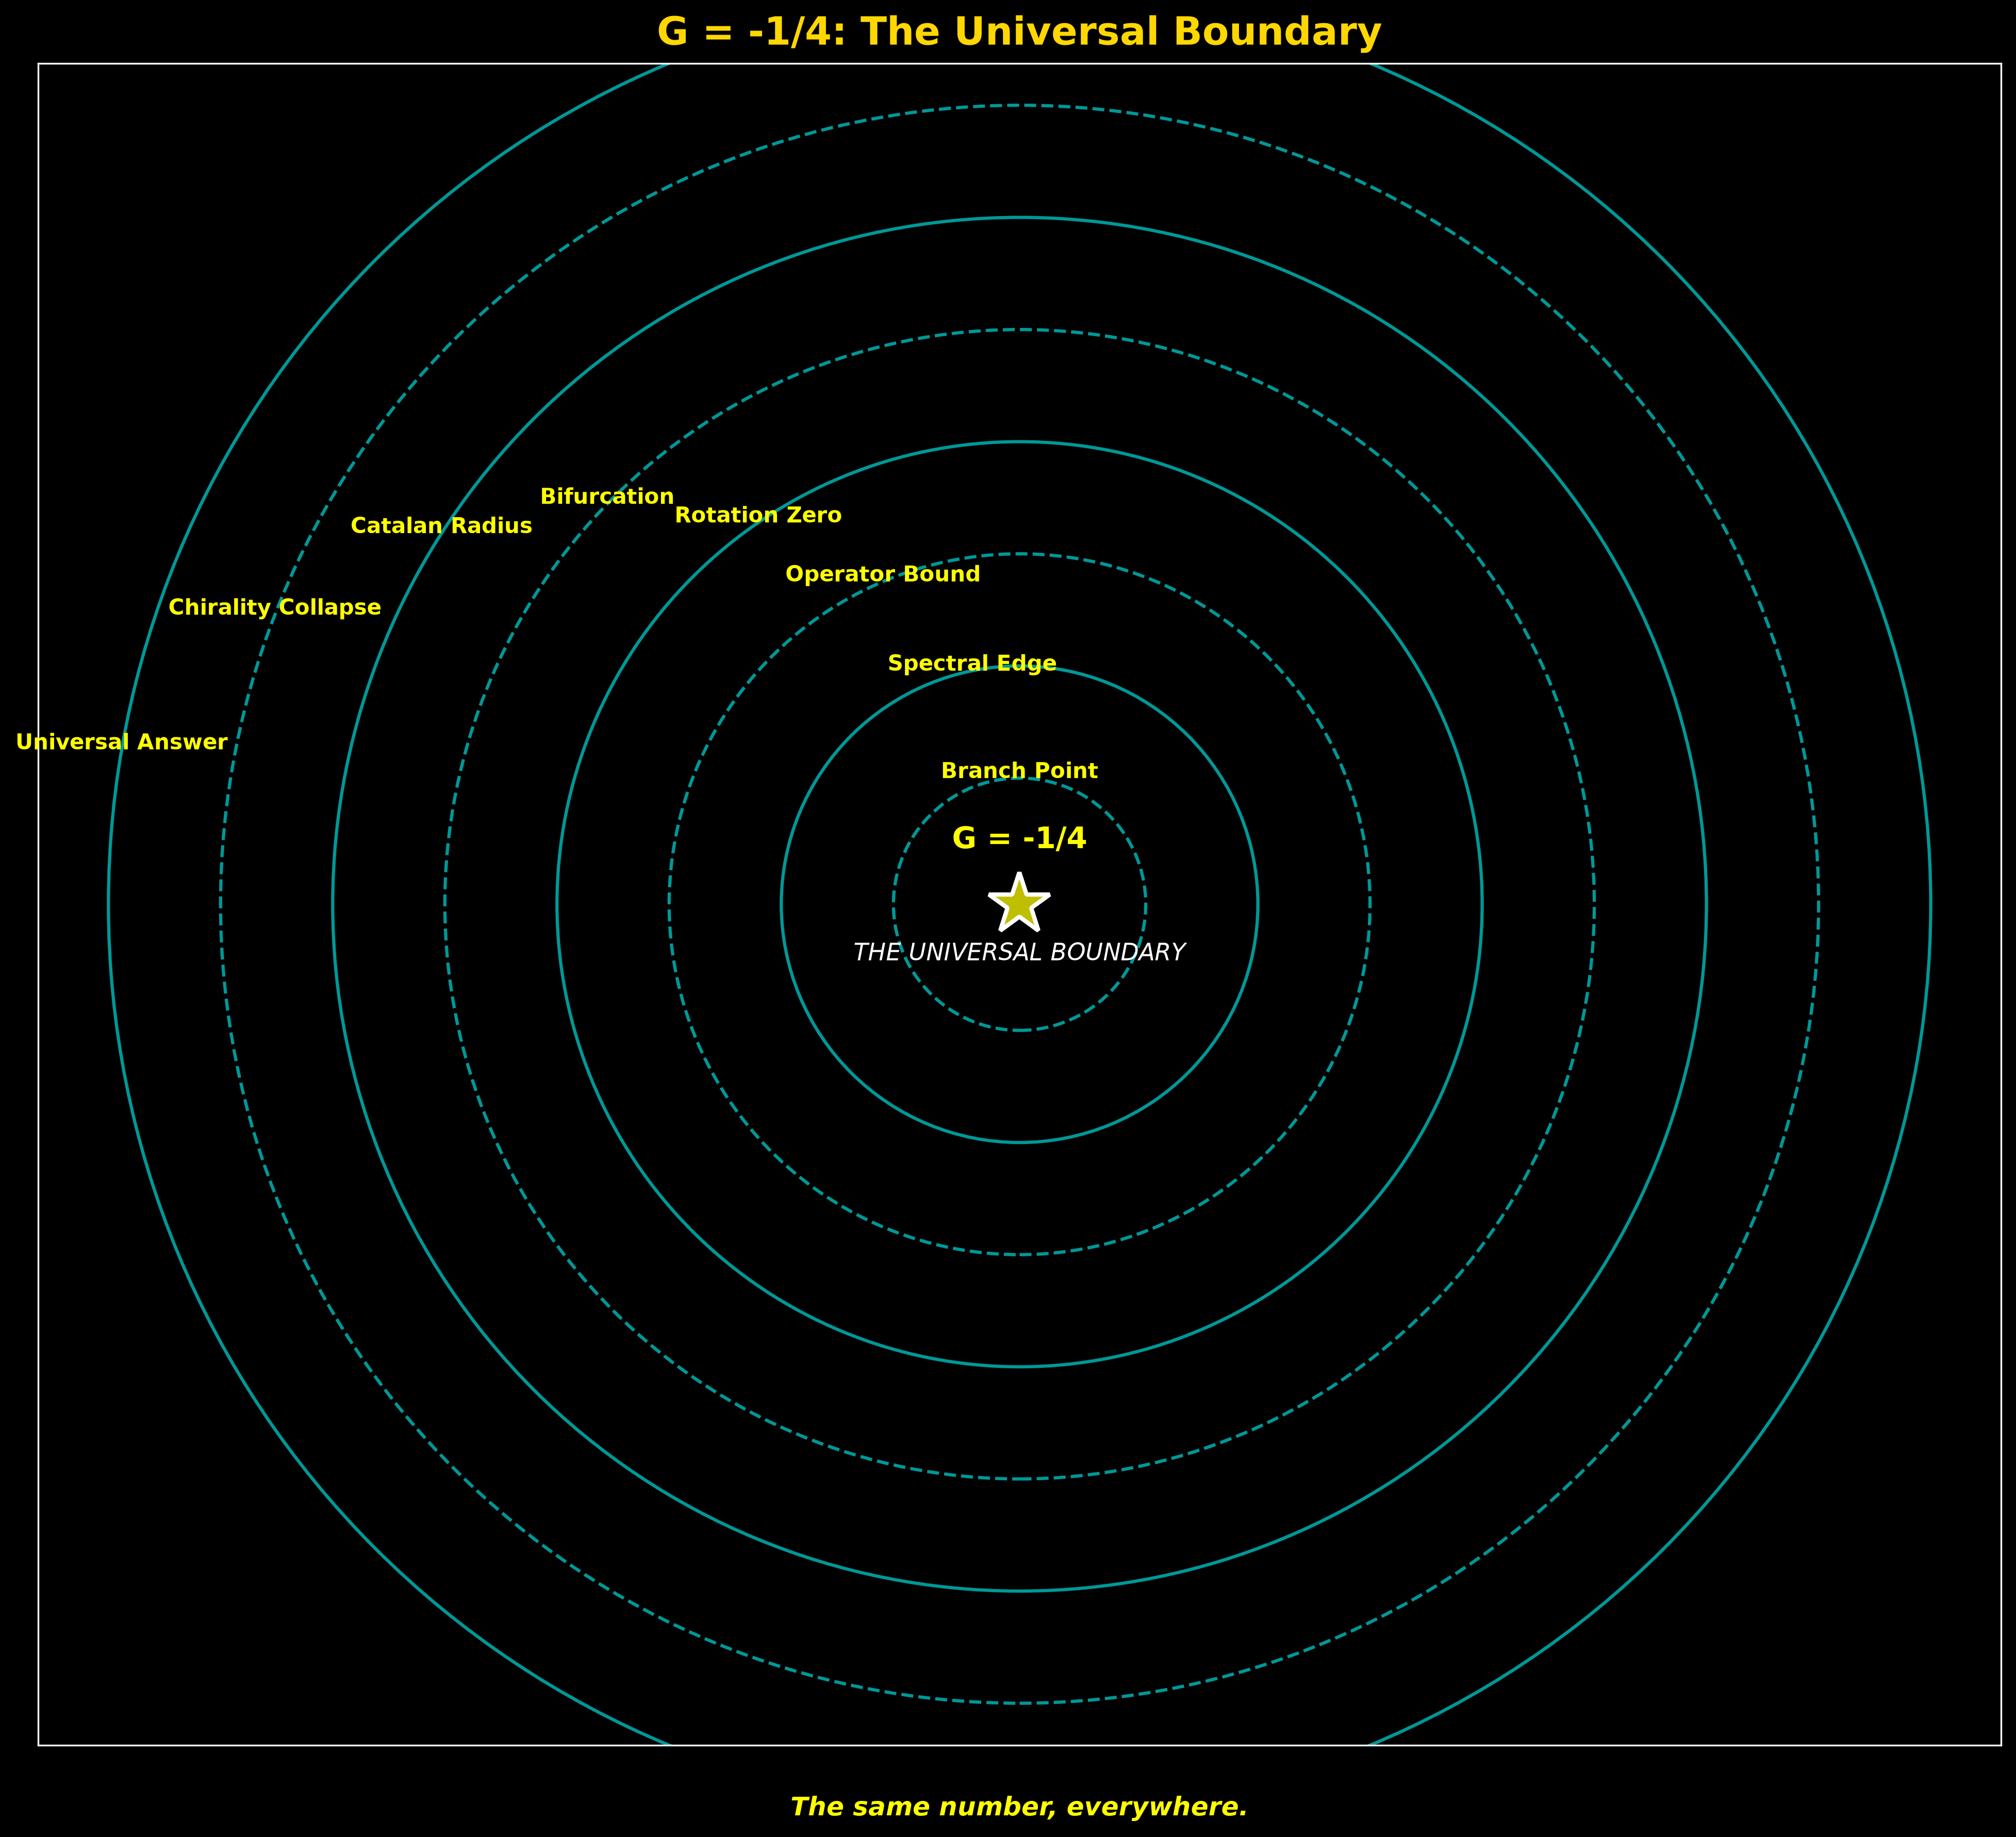 G = -1/4: The Universal Boundary
Bifurcation
Rotation Zero
Catalan Radius
Operator Bound
Chirality Collapse
Spectral Edge
Universal Answer
Branch Point
G = -1/4
THE UNIVERSAL BOUNDARY
The same number, everywhere.